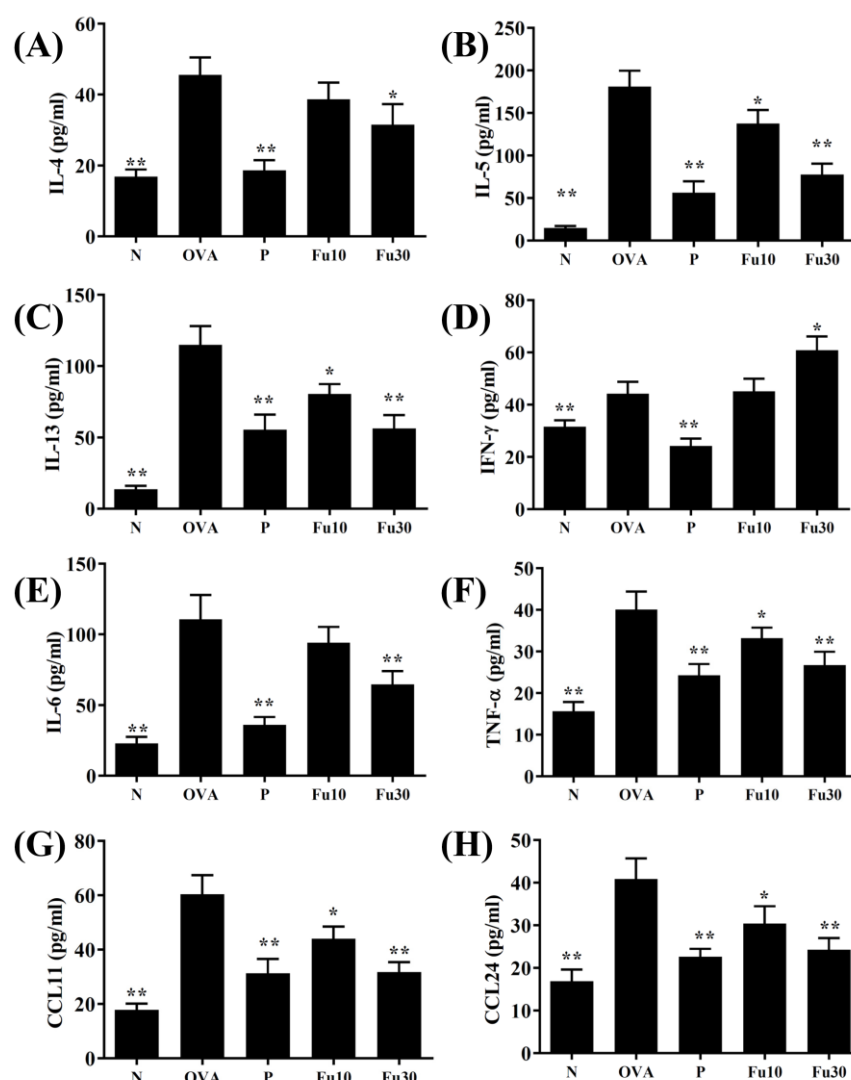 (A)
IL-4 (pg/ml)
60
40
20
0
**
**
*
N OVA P Fu10 Fu30
(B)
IL-5 (pg/ml)
250
200
150
100
50
0
**
**
*
**
N OVA P Fu10 Fu30
(C)
IL-13 (pg/ml)
150
100
50
0
**
**
*
**
N OVA P Fu10 Fu30
(D)
IFN-γ (pg/ml)
80
60
40
20
0
**
**
*
N OVA P Fu10 Fu30
(E)
IL-6 (pg/ml)
150
100
50
0
**
**
**
N OVA P Fu10 Fu30
(F)
TNF-α (pg/ml)
50
40
30
20
10
0
**
**
*
**
N OVA P Fu10 Fu30
(G)
CCL11 (pg/ml)
80
60
40
20
0
**
**
*
**
N OVA P Fu10 Fu30
(H)
CCL24 (pg/ml)
50
40
30
20
10
0
**
**
*
**
N OVA P Fu10 Fu30